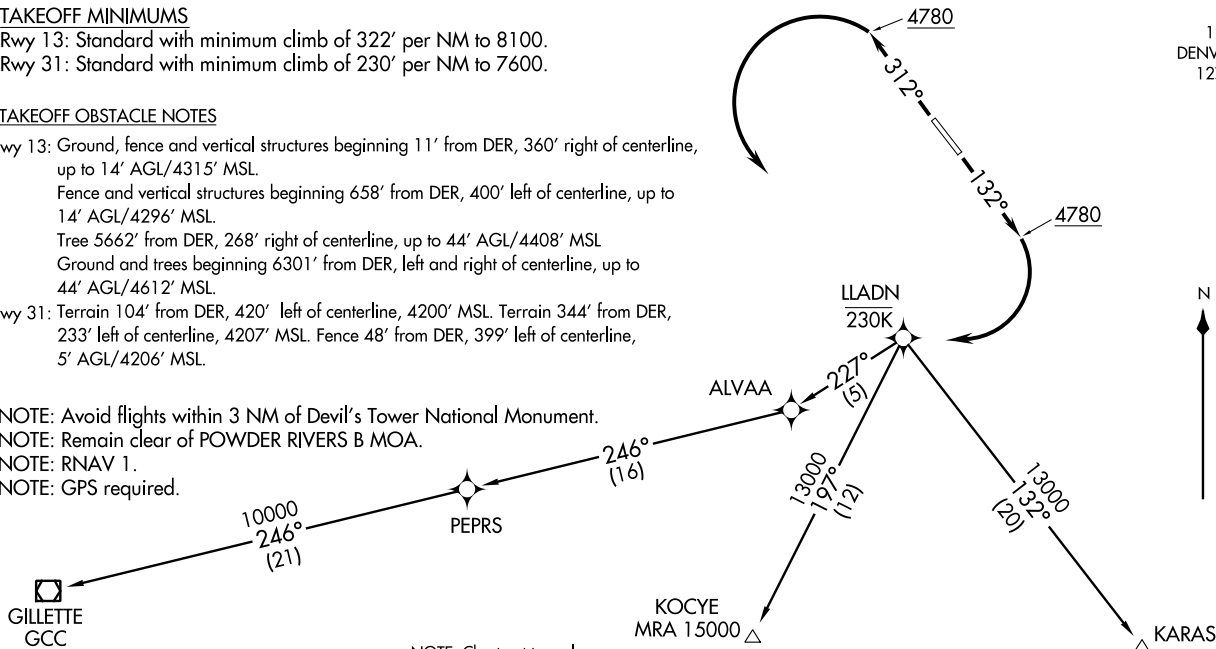 TAKEOFF MINIMUMS
Rwy 13: Standard with minimum climb of 322' per NM to 8100.
Rwy 31: Standard with minimum climb of 230' per NM to 7600.
TAKEOFF OBSTACLE NOTES
wy 13: Ground, fence and vertical structures beginning 11' from DER, 360' right of centerline,
up to 14' AGL/4315' MSL.
Fence and vertical structures beginning 658' from DER, 400' left of centerline, up to
14' AGL/4296' MSL.
Tree 5662' from DER, 268' right of centerline, up to 44' AGL/4408' MSL
Ground and trees beginning 6301' from DER, left and right of centerline, up to
44' AGL/4612' MSL.
wy 31: Terrain 104' from DER, 420' left of centerline, 4200' MSL. Terrain 344' from DER,
233' left of centerline, 4207' MSL. Fence 48' from DER, 399' left of centerline,
5' AGL/4206' MSL.
NOTE: Avoid flights within 3 NM of Devil's Tower National Monument.
NOTE: Remain clear of POWDER RIVERS B MOA.
NOTE: RNAV 1.
NOTE: GPS required.
4780
312°
132°
4780
1
DENV
12
N
LLADN
230K
227°
(5)
ALVAA
246°
(16)
PEPRS
10000
246°
(21)
GILLETTE
GCC
13000
197°
(12)
KOCYE
MRA 15000
13000
132°
(20)
KARAS